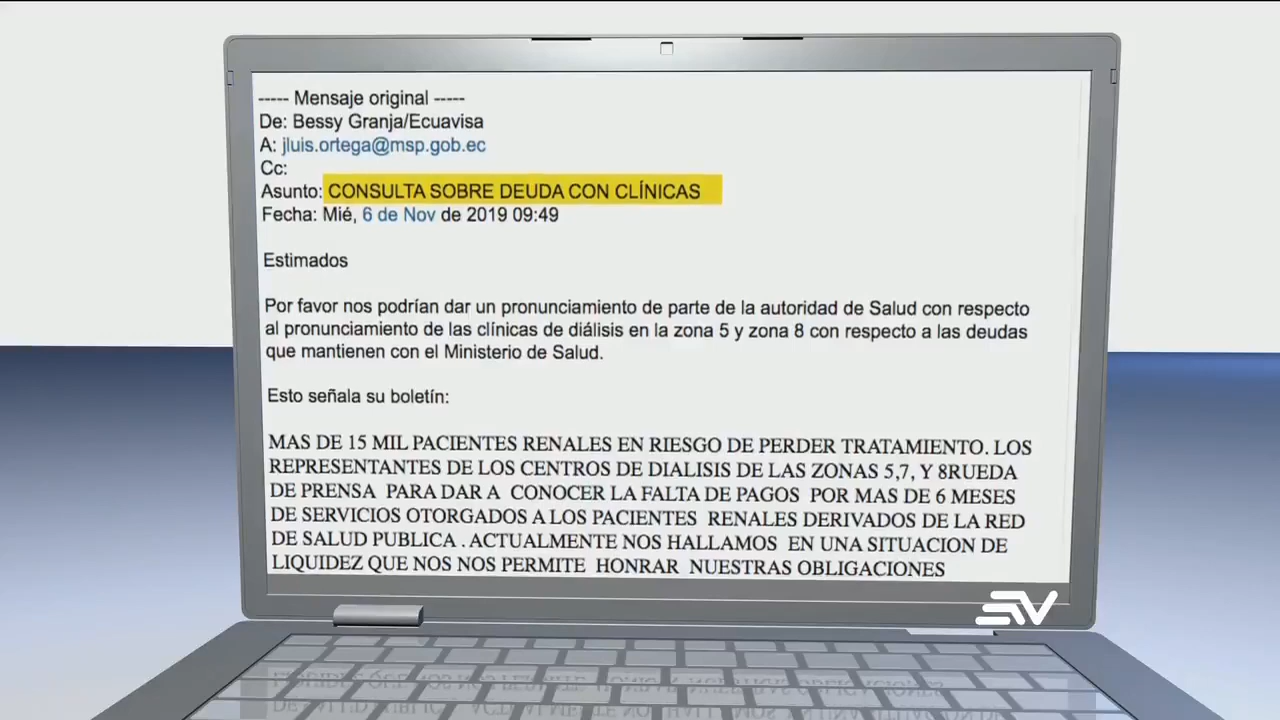 ----- Mensaje original -----
De: Bessy Granja/Ecuavisa
A: jluis.ortega@msp.gob.ec
Cc:
Asunto: CONSULTA SOBRE DEUDA CON CLÍNICAS
Fecha: Mié, 6 de Nov de 2019 09:49
Estimados
Por favor nos podrían dar un pronunciamiento de parte de la autoridad de Salud con respecto
al pronunciamiento de las clínicas de diálisis en la zona 5 y zona 8 con respecto a las deudas
que mantienen con el Ministerio de Salud.
Esto señala su boletín:
MAS DE 15 MIL PACIENTES RENALES EN RIESGO DE PERDER TRATAMIENTO. LOS
REPRESENTANTES DE LOS CENTROS DE DIALISIS DE LAS ZONAS 5,7, Y 8RUEDA
DE PRENSA PARA DAR A CONOCER LA FALTA DE PAGOS POR MAS DE 6 MESES
DE SERVICIOS OTORGADOS A LOS PACIENTES RENALES DERIVADOS DE LA RED
DE SALUD PUBLICA . ACTUALMENTE NOS HALLAMOS EN UNA SITUACION DE
LIQUIDEZ QUE NOS NOS PERMITE HONRAR NUESTRAS OBLIGACIONES